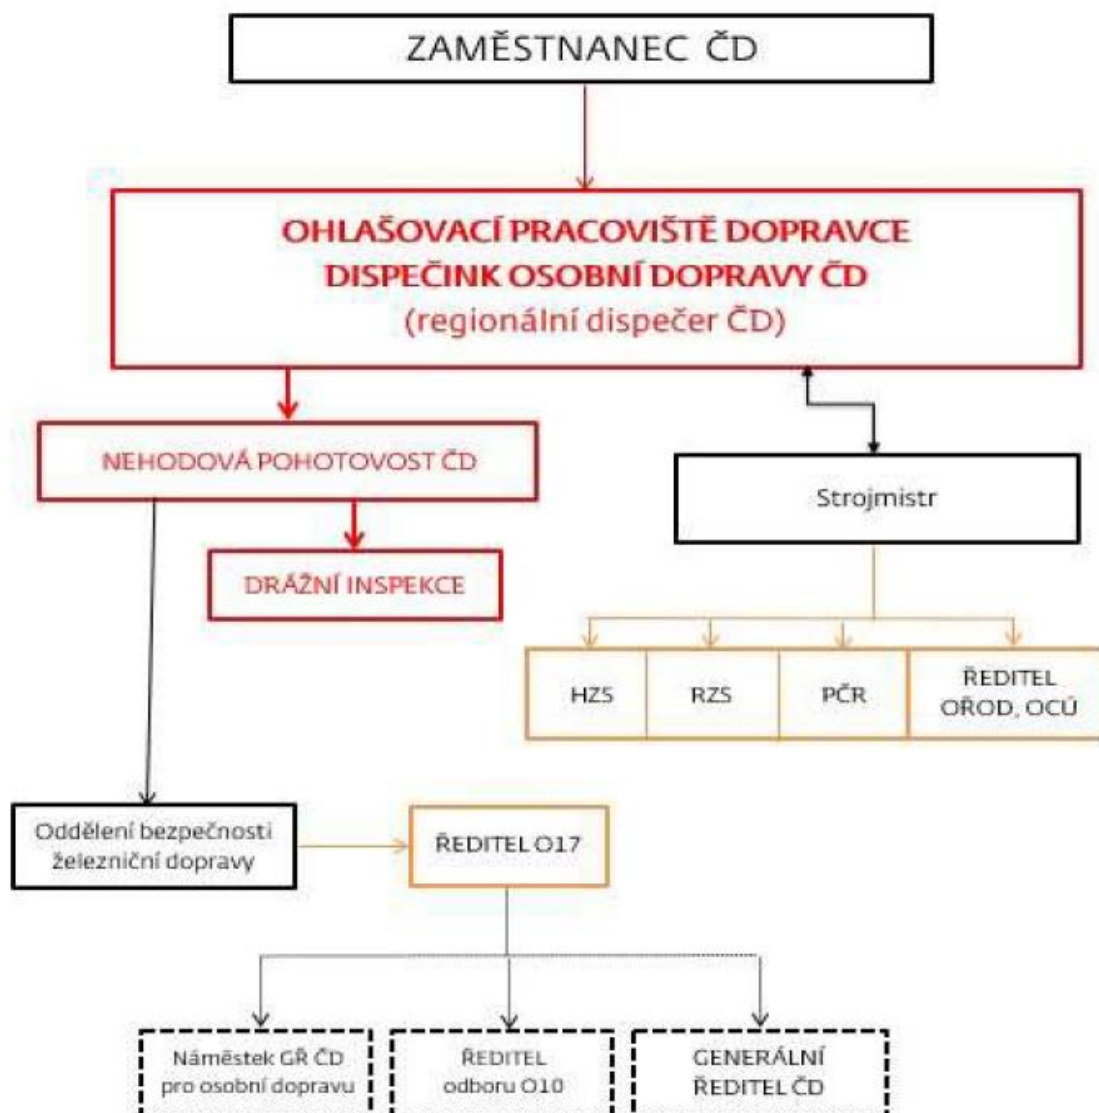 ZAMĚSTNANEC ČD
OHLAŠOVACÍ PRACOVIŠTĚ DOPRAVCE
DISPEČINK OSOBNÍ DOPRAVY ČD
(regionální dispečer ČD)
NEHODOVÁ POHOTOVOST ČD
Strojmistr
DRÁŽNÍ INSPEKCE
HZS
RZS
PČR
ŘEDITEL
OŘOD, OCÚ
Oddělení bezpečnosti
železniční dopravy
ŘEDITEL O17
Náměstek GŘ ČD
pro osobní dopravu
ŘEDITEL
odboru O10
GENERÁLNÍ
ŘEDITEL ČD